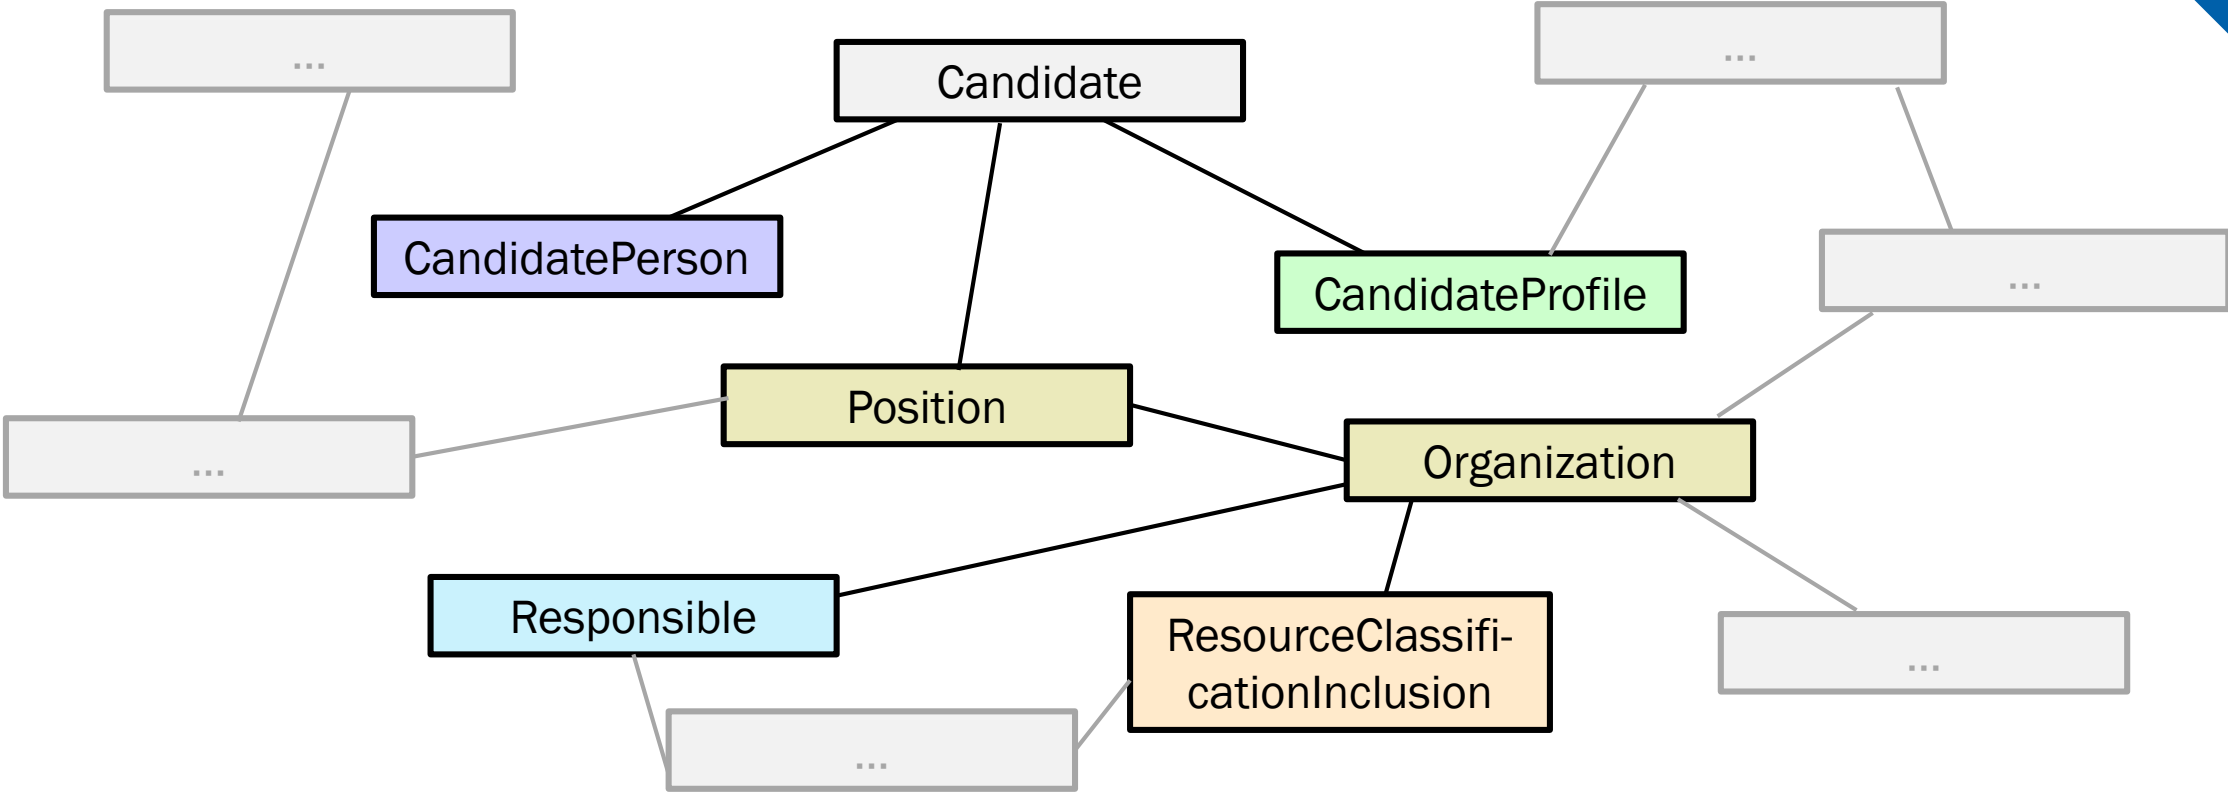 ...
...
Candidate
CandidatePerson
CandidateProfile
...
Position
Organization
...
Responsible
ResourceClassifi-
cationInclusion
...
...